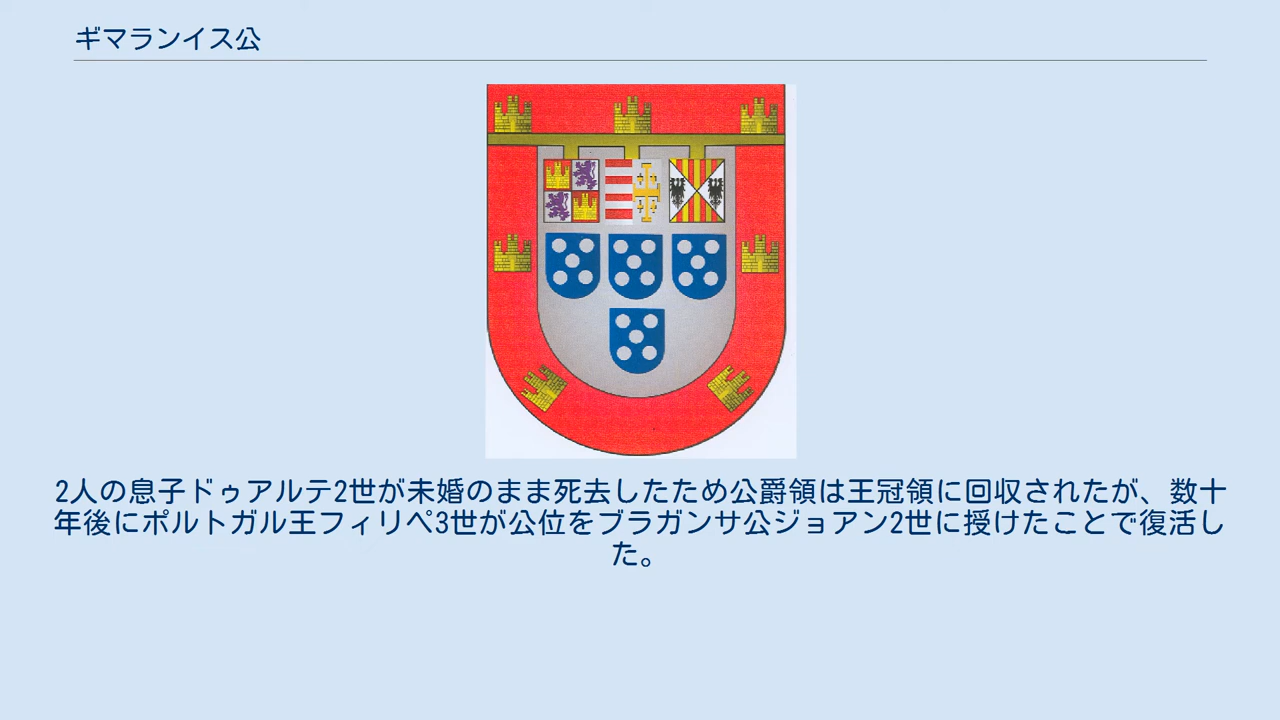 ギマランイス公
2人の息子ドゥアルテ2世が未婚のまま死去したため公爵領は王冠領に回収されたが、数十
年後にポルトガル王フィリペ3世が公位をブラガンサ公ジョアン2世に授けたことで復活し
た。